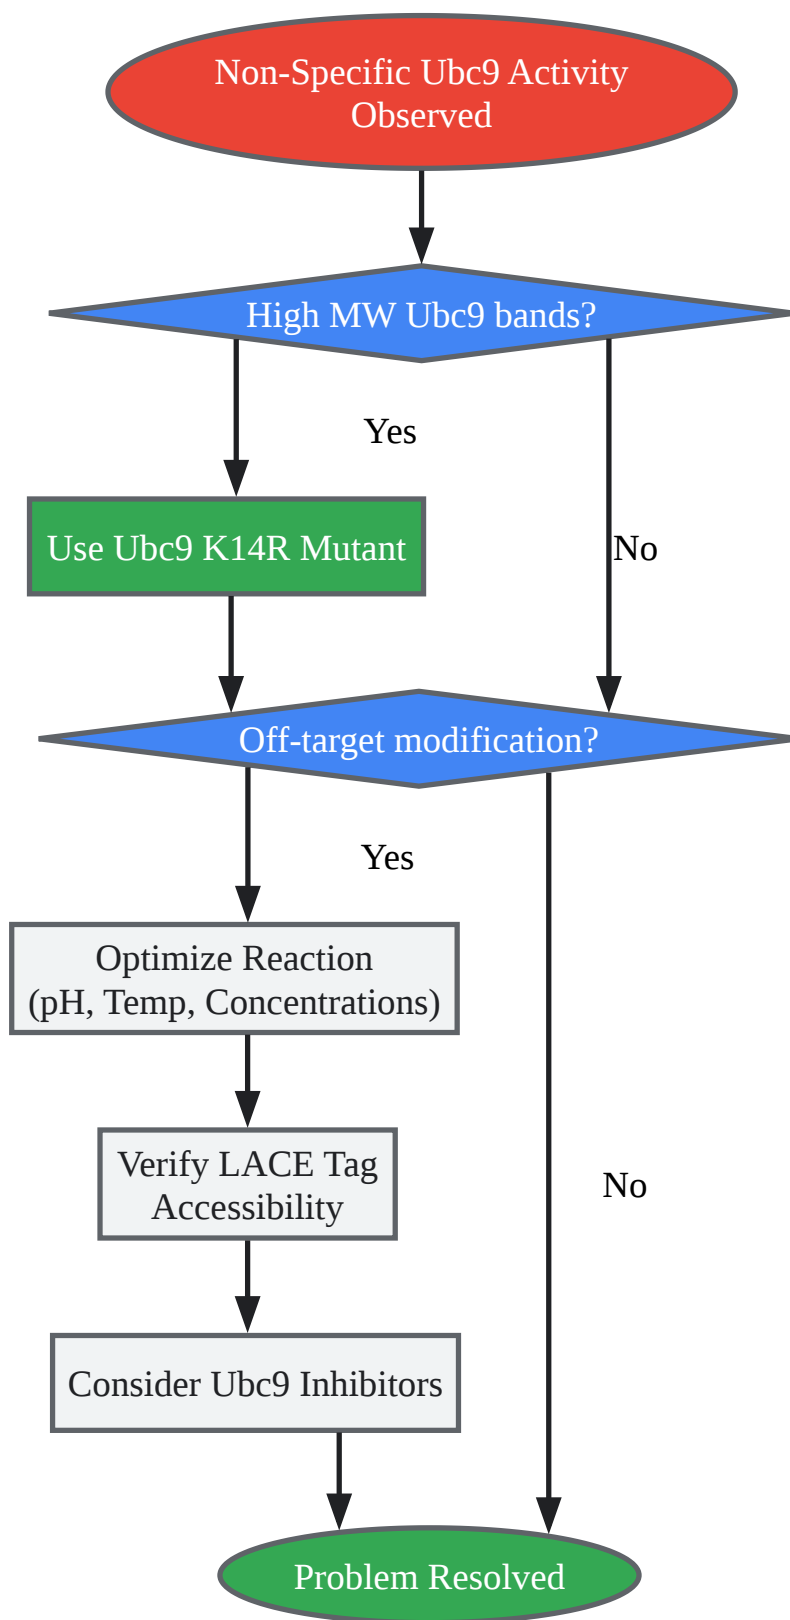 Non-Specific Ubc9 Activity
Observed
High MW Ubc9 bands?
Yes
Use Ubc9 K14R Mutant
No
Off-target modification?
Yes
Optimize Reaction
(pH, Temp, Concentrations)
Verify LACE Tag
Accessibility
No
Consider Ubc9 Inhibitors
Problem Resolved